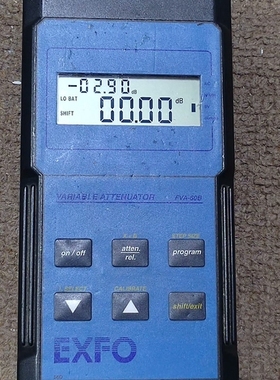 -02.90 dB
LO BAT
00.00 dB
SHIFT
VARIABLE ATTENUATOR FVA-60B
on / off
atten. rel.
STEP SIZE
program
SELECT
CALIBRATE
shift/exit
EXFO